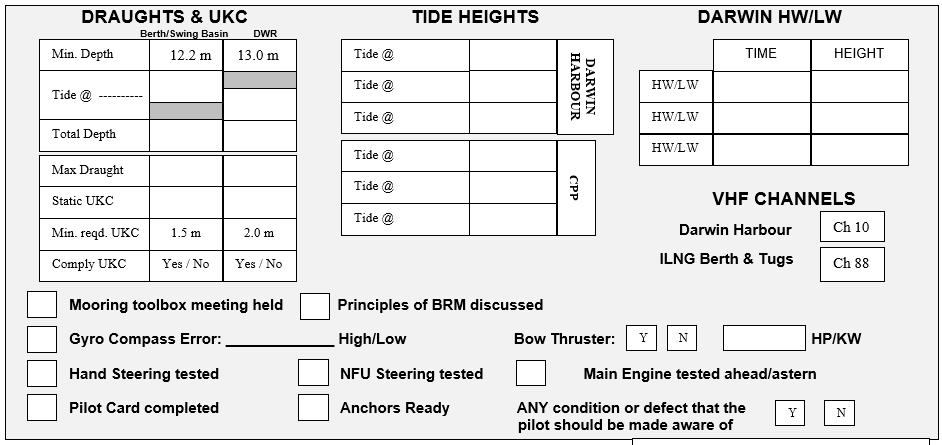 DRAUGHTS & UKC
TIDE HEIGHTS
DARWIN HW/LW
Berth/Swing Basin DWR
Min. Depth 12.2 m 13.0 m
Tide @ ----------
Total Depth
Max Draught
Static UKC
Min. reqd. UKC 1.5 m 2.0 m
Comply UKC Yes / No Yes / No
Tide @
Tide @
Tide @
DARWIN
HARBOUR
Tide @
Tide @
Tide @
CPP
TIME HEIGHT
HW/LW
HW/LW
HW/LW
VHF CHANNELS
Darwin Harbour Ch 10
ILNG Berth & Tugs Ch 88
Mooring toolbox meeting held Principles of BRM discussed
Gyro Compass Error: _____________ High/Low Bow Thruster: Y N HP/KW
Hand Steering tested NFU Steering tested Main Engine tested ahead/astern
Pilot Card completed Anchors Ready ANY condition or defect that the
pilot should be made aware of Y N